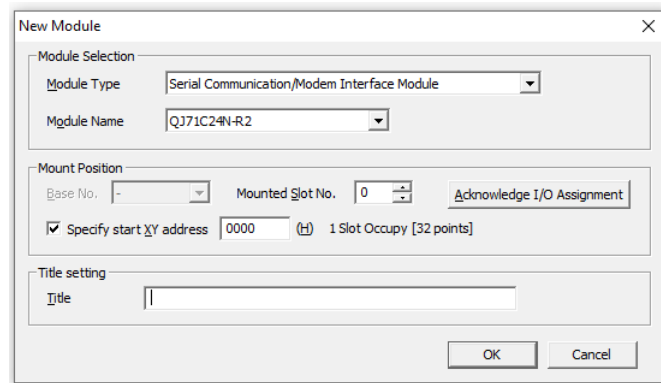 New Module
Module Selection
Module Type Serial Communication/Modem Interface Module
Module Name QJ71C24N-R2
Mount Position
Base No. - Mounted Slot No. 0 Acknowledge I/O Assignment
Specify start XY address 0000 (H) 1 Slot Occupy [32 points]
Title setting
Title
OK Cancel